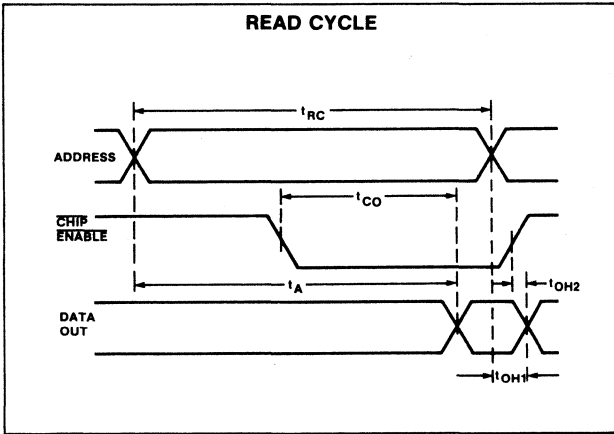 READ CYCLE
tRC
ADDRESS
tCO
CHIP
ENABLE
tA
tOH2
DATA
OUT
tOH1